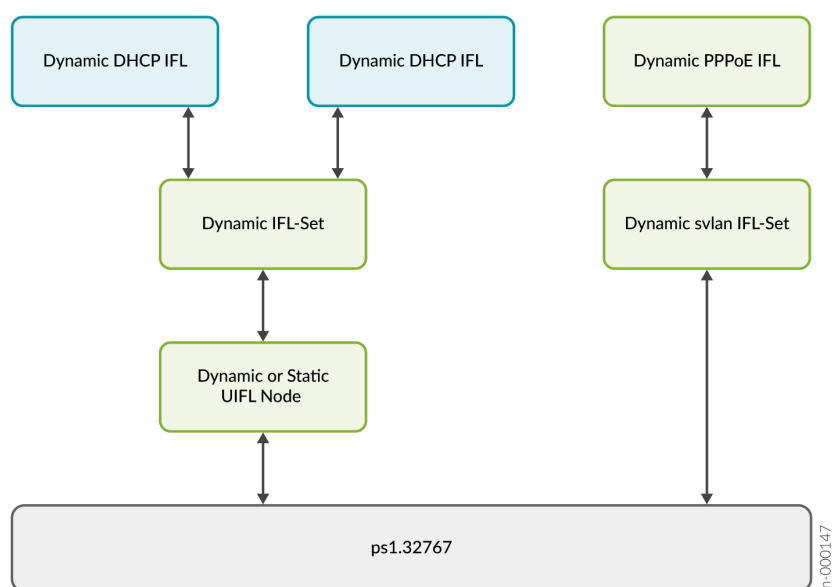 Dynamic DHCP IFL
Dynamic DHCP IFL
Dynamic PPPoE IFL
Dynamic IFL-Set
Dynamic svlan IFL-Set
Dynamic or Static
UIFL Node
ps1.32767